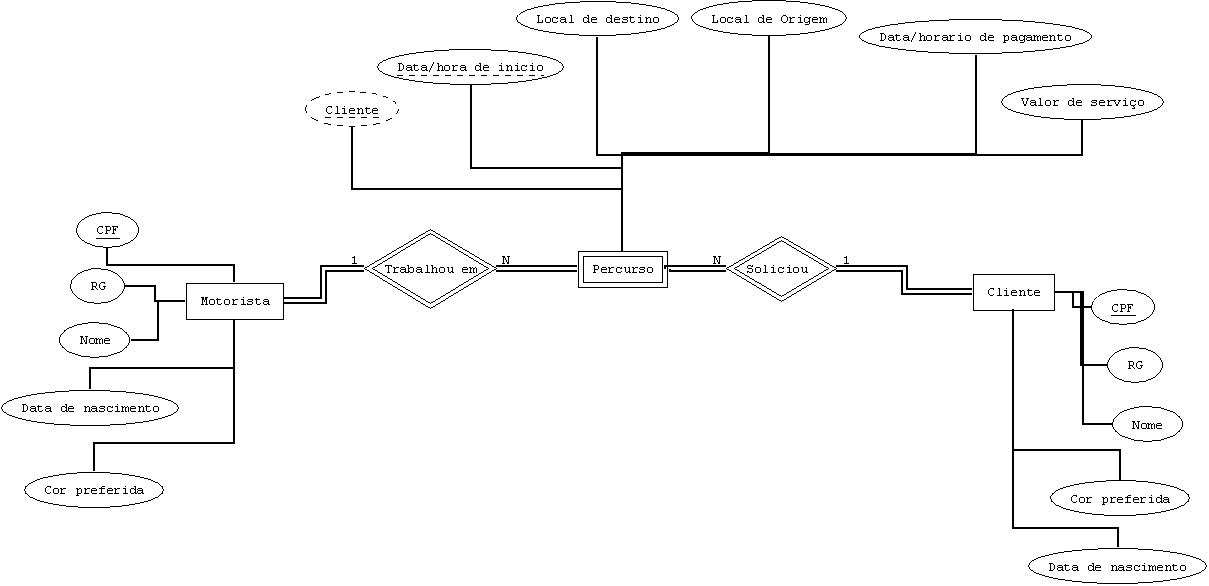 Local de destino
Local de Origem
Data/horario de pagamento
Data/hora de inicio
Valor de serviço
Cliente
CPF
RG
Nome
Motorista
Data de nascimento
Cor preferida
1
Trabalhou em
N
Percurso
N
Soliciou
1
Cliente
CPF
RG
Nome
Cor preferida
Data de nascimento